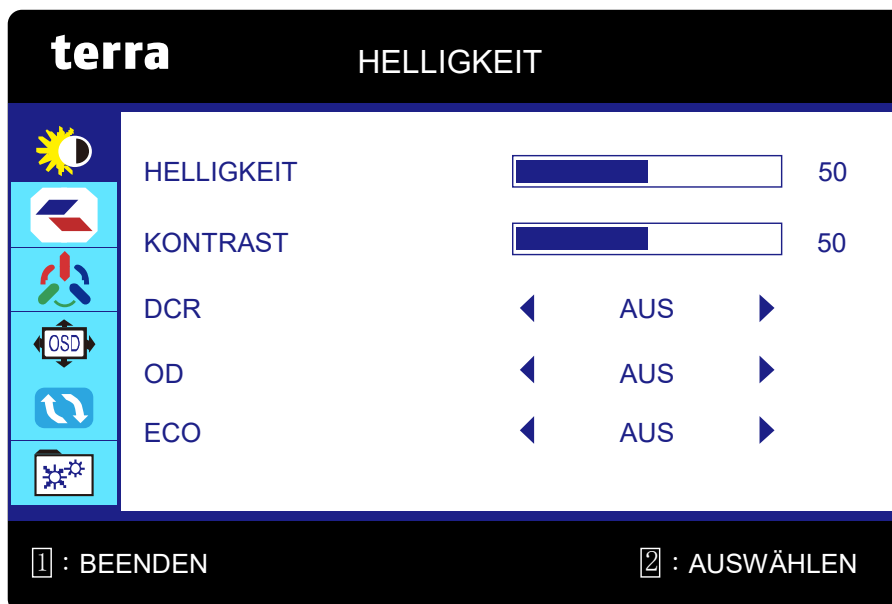 terra
HELLIGKEIT
HELLIGKEIT 50
KONTRAST 50
DCR AUS
OD AUS
OSD
ECO AUS
1 : BEENDEN 2 : AUSWÄHLEN